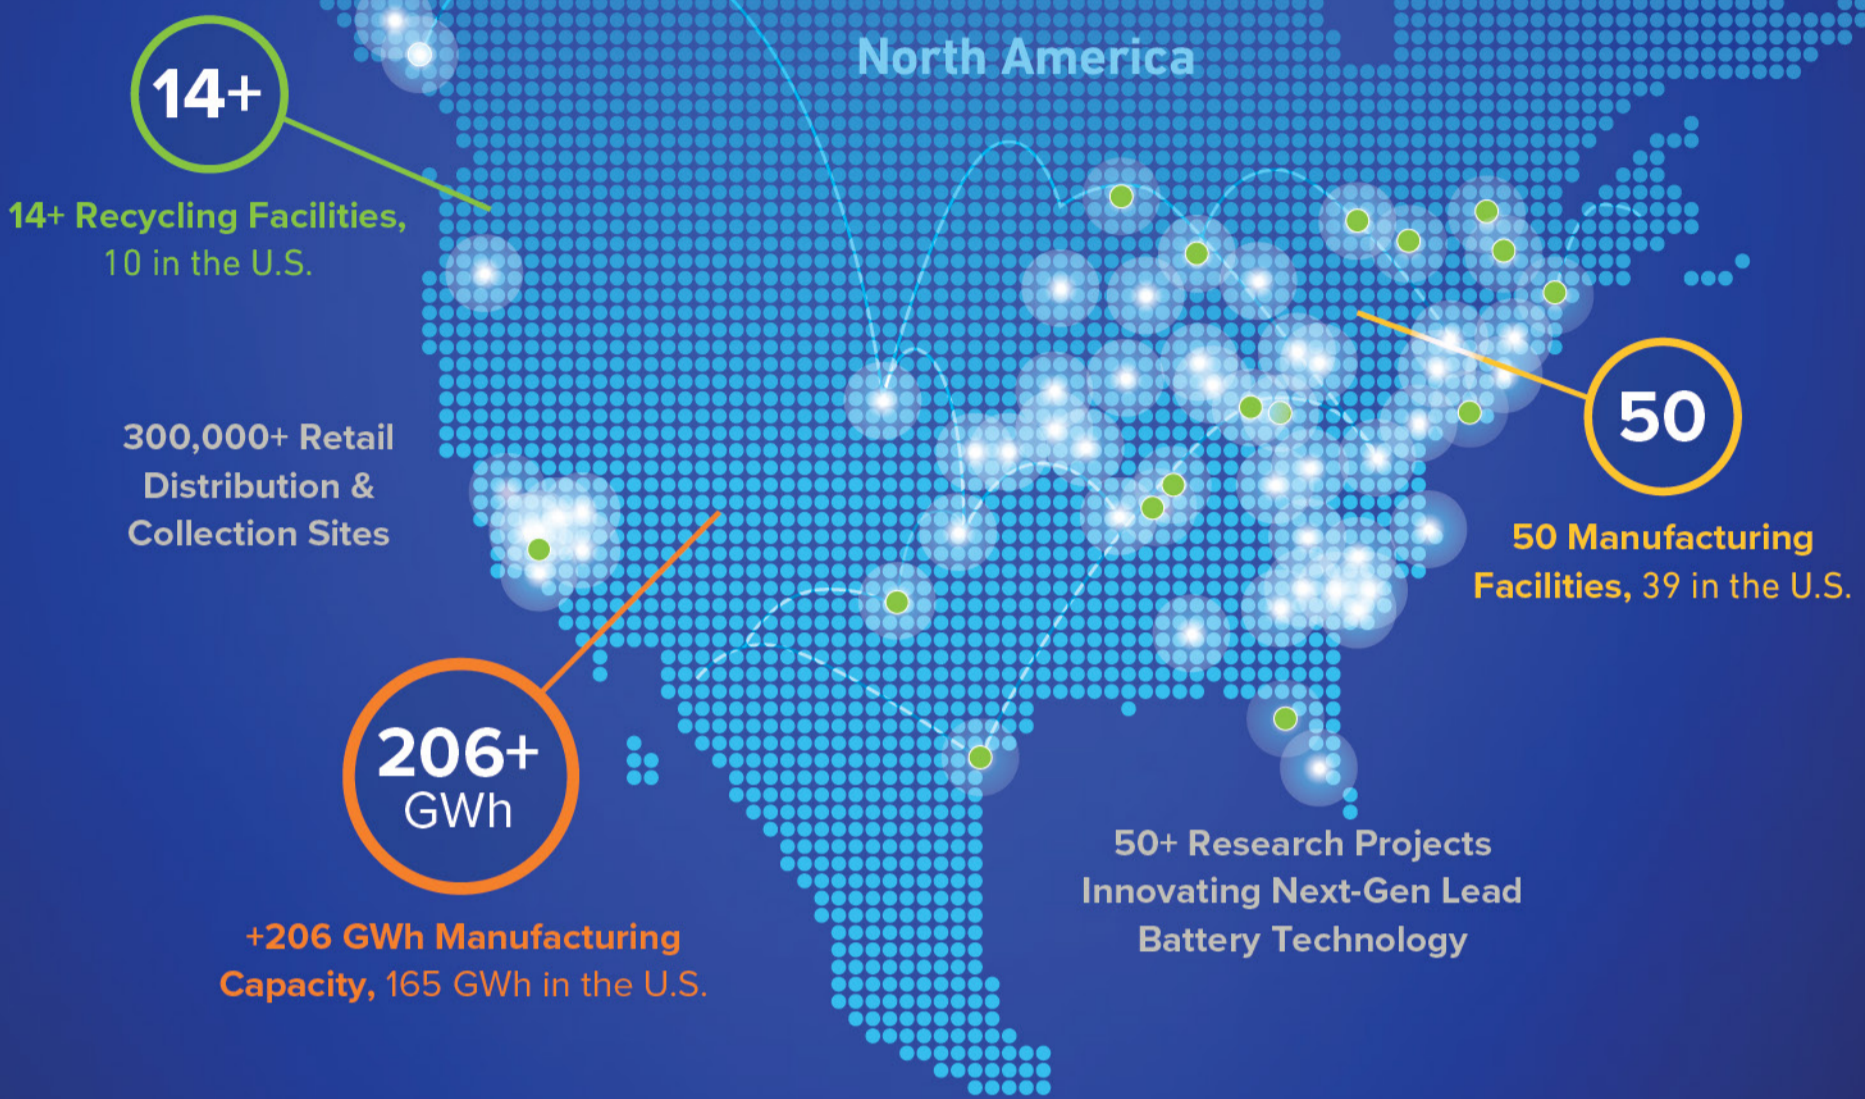 North America
14+
14+ Recycling Facilities,
10 in the U.S.
300,000+ Retail
Distribution &
Collection Sites
50
50 Manufacturing
Facilities, 39 in the U.S.
206+
GWh
+206 GWh Manufacturing
Capacity, 165 GWh in the U.S.
50+ Research Projects
Innovating Next-Gen Lead
Battery Technology